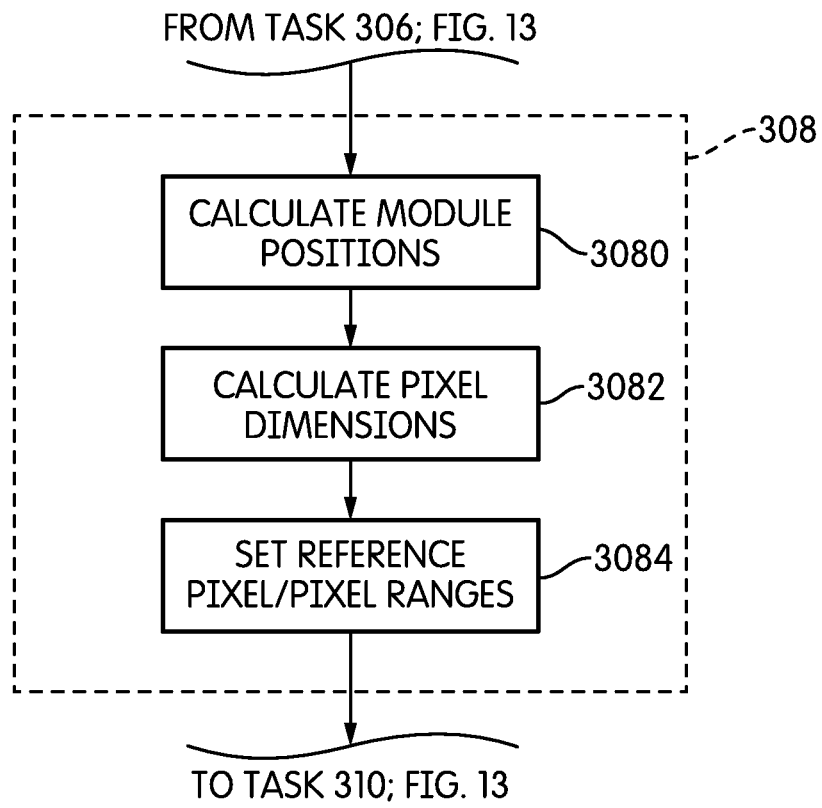 FROM TASK 306; FIG. 13
308
CALCULATE MODULE
POSITIONS
3080
CALCULATE PIXEL
DIMENSIONS
3082
SET REFERENCE
PIXEL/PIXEL RANGES
3084
TO TASK 310; FIG. 13